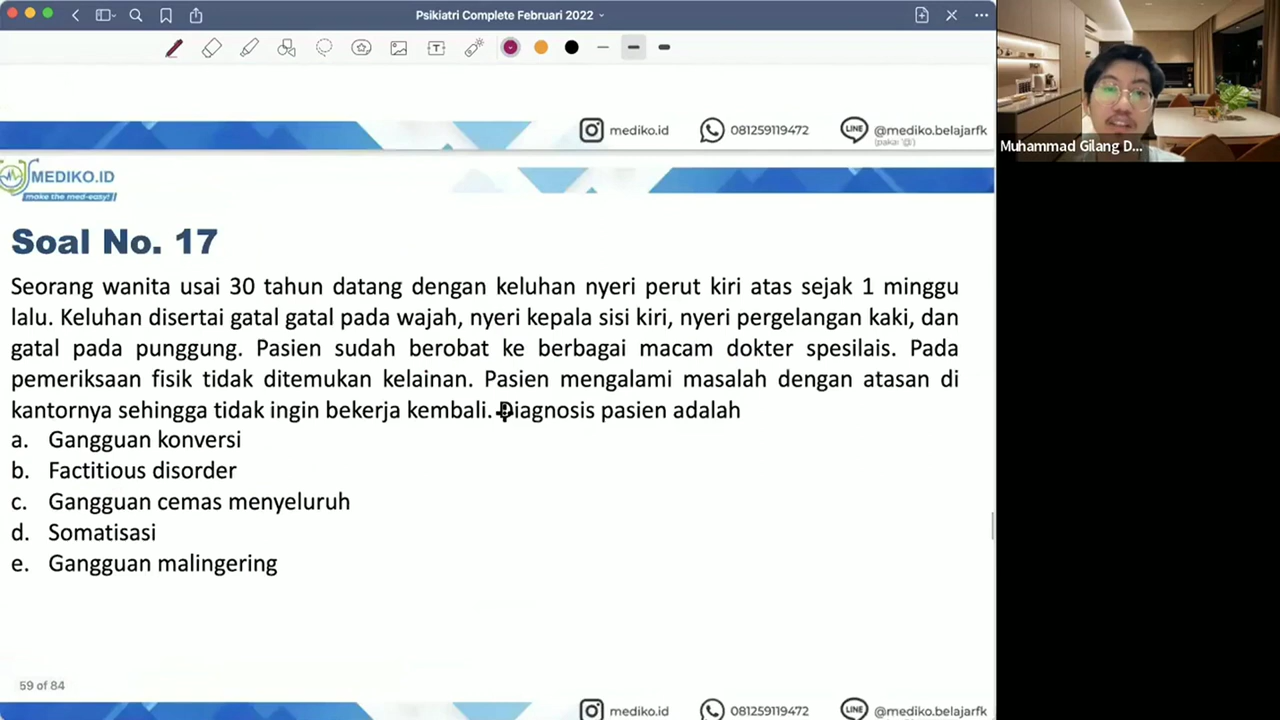 Psikiatri Complete Februari 2022
mediko.id
081259119472
@mediko.belajarfk
(pakai '@')
MEDIKO.ID
make the med-easy!
Soal No. 17
Seorang wanita usai 30 tahun datang dengan keluhan nyeri perut kiri atas sejak 1 minggu
lalu. Keluhan disertai gatal gatal pada wajah, nyeri kepala sisi kiri, nyeri pergelangan kaki, dan
gatal pada punggung. Pasien sudah berobat ke berbagai macam dokter spesilais. Pada
pemeriksaan fisik tidak ditemukan kelainan. Pasien mengalami masalah dengan atasan di
kantornya sehingga tidak ingin bekerja kembali. Diagnosis pasien adalah
a. Gangguan konversi
b. Factitious disorder
c. Gangguan cemas menyeluruh
d. Somatisasi
e. Gangguan malingering
59 of 84
mediko.id
081259119472
@mediko.belajarfk
LINE
LINE
Muhammad Gilang D...